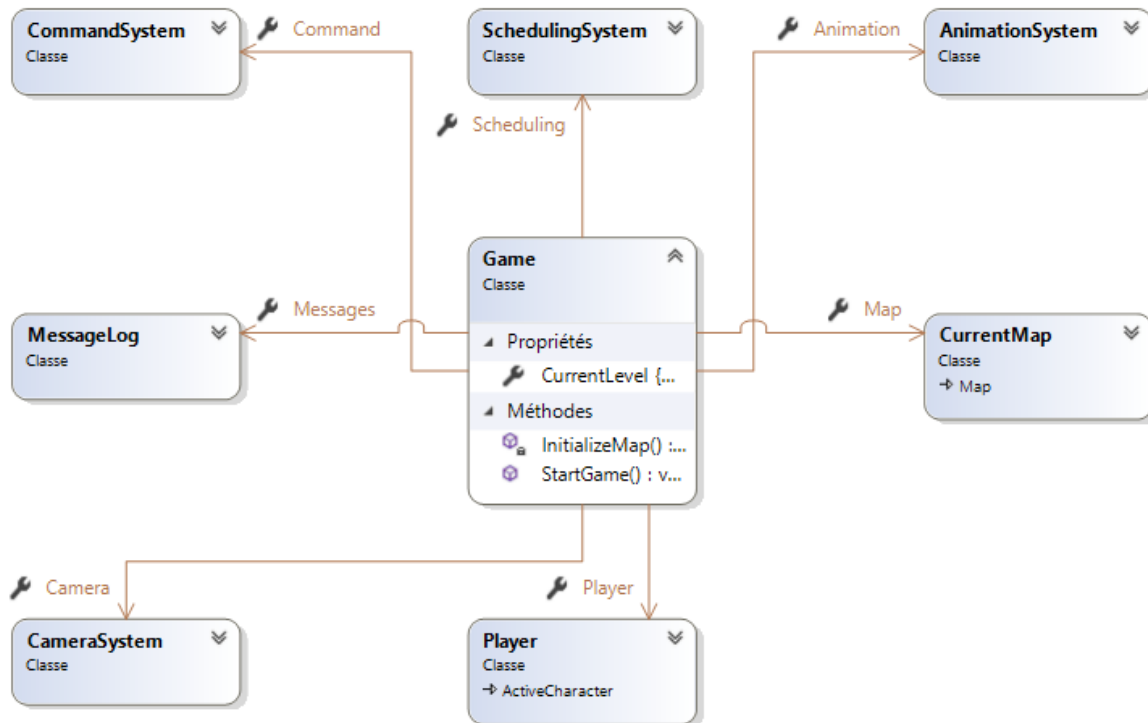 CommandSystem
Classe
Command
SchedulingSystem
Classe
Animation
AnimationSystem
Classe
Scheduling
Game
Classe
Propriétés
CurrentLevel {...
Méthodes
InitializeMap() :...
StartGame() : v...
Messages
MessageLog
Classe
Map
CurrentMap
Classe
Map
Camera
CameraSystem
Classe
Player
Player
Classe
ActiveCharacter